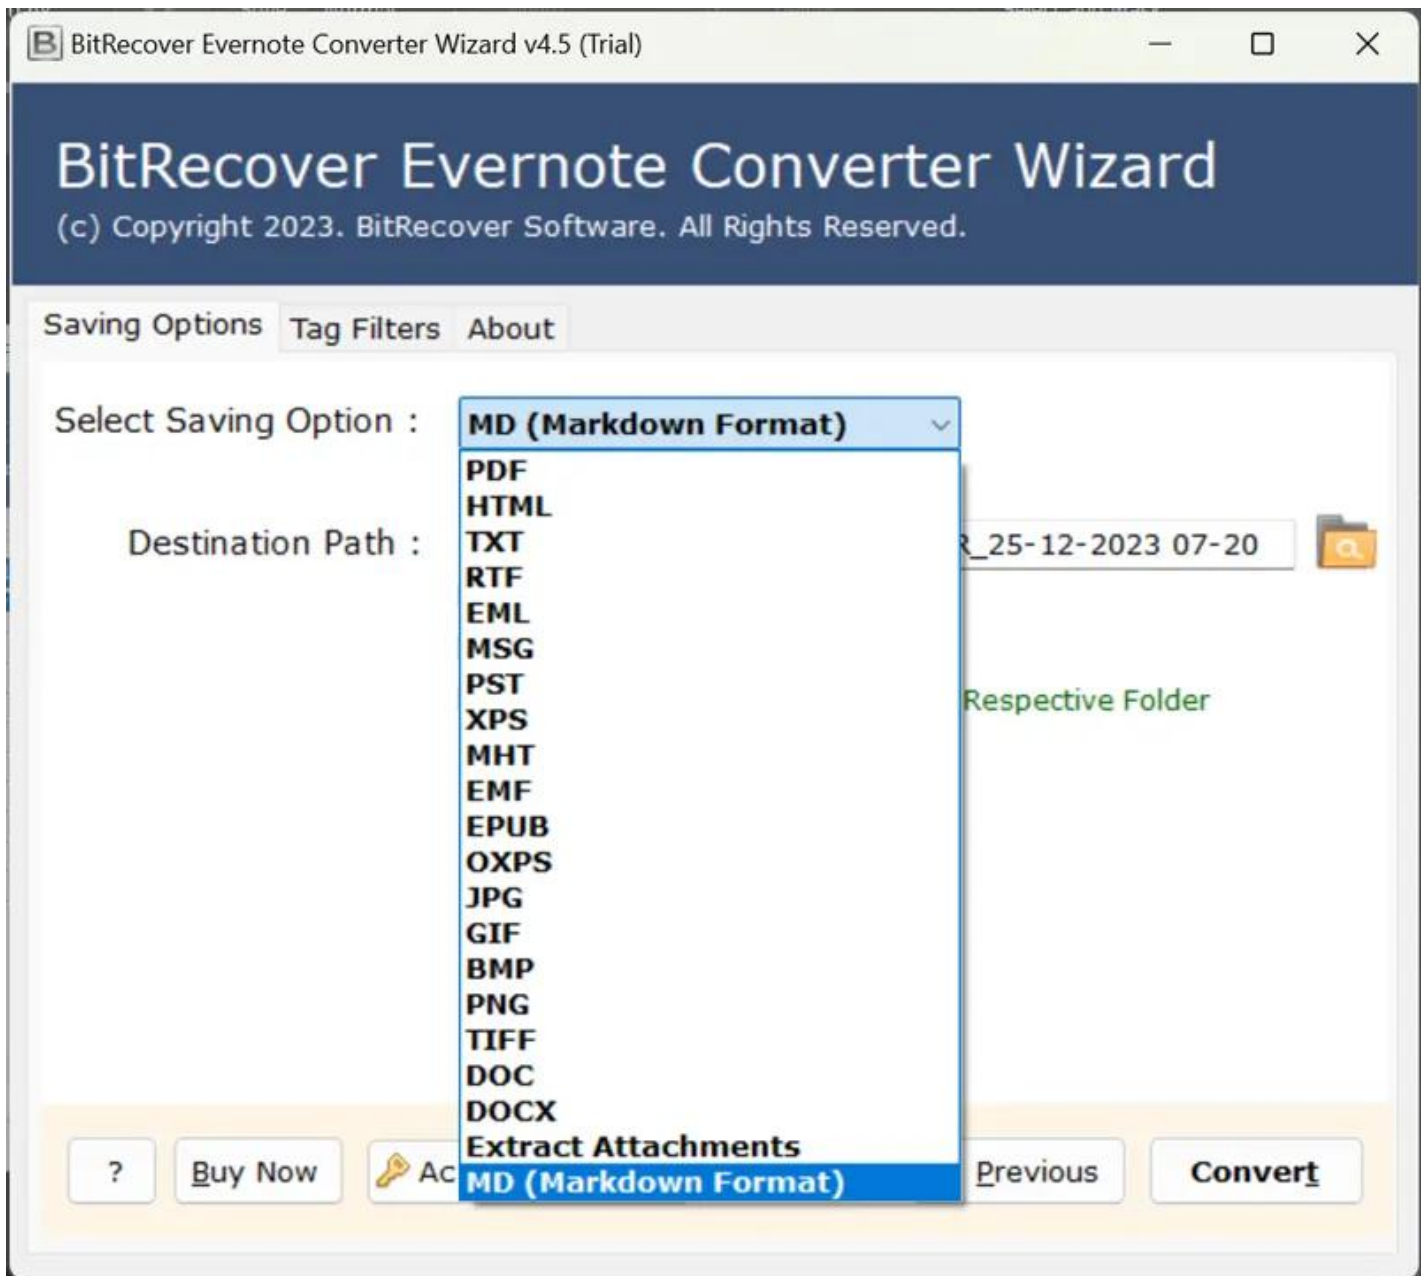 BitRecover Evernote Converter Wizard v4.5 (Trial)
BitRecover Evernote Converter Wizard
(c) Copyright 2023. BitRecover Software. All Rights Reserved.
Saving Options Tag Filters About
Select Saving Option : MD (Markdown Format)
PDF
HTML
Destination Path : TXT R_25-12-2023 07-20
RTF
EML
MSG
PST Respective Folder
XPS
MHT
EMF
EPUB
OXPS
JPG
GIF
BMP
PNG
TIFF
DOC
DOCX
Extract Attachments
? Buy Now Ac MD (Markdown Format) Previous Convert